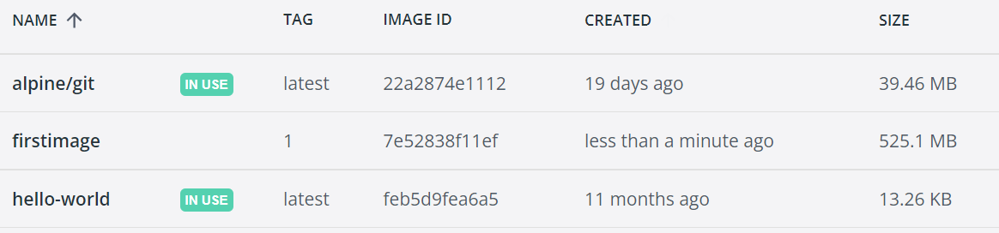 NAME TAG IMAGE ID CREATED SIZE
alpine/git IN USE latest 22a2874e1112 19 days ago 39.46 MB
firstimage 1 7e52838f11ef less than a minute ago 525.1 MB
hello-world IN USE latest feb5d9fea6a5 11 months ago 13.26 KB